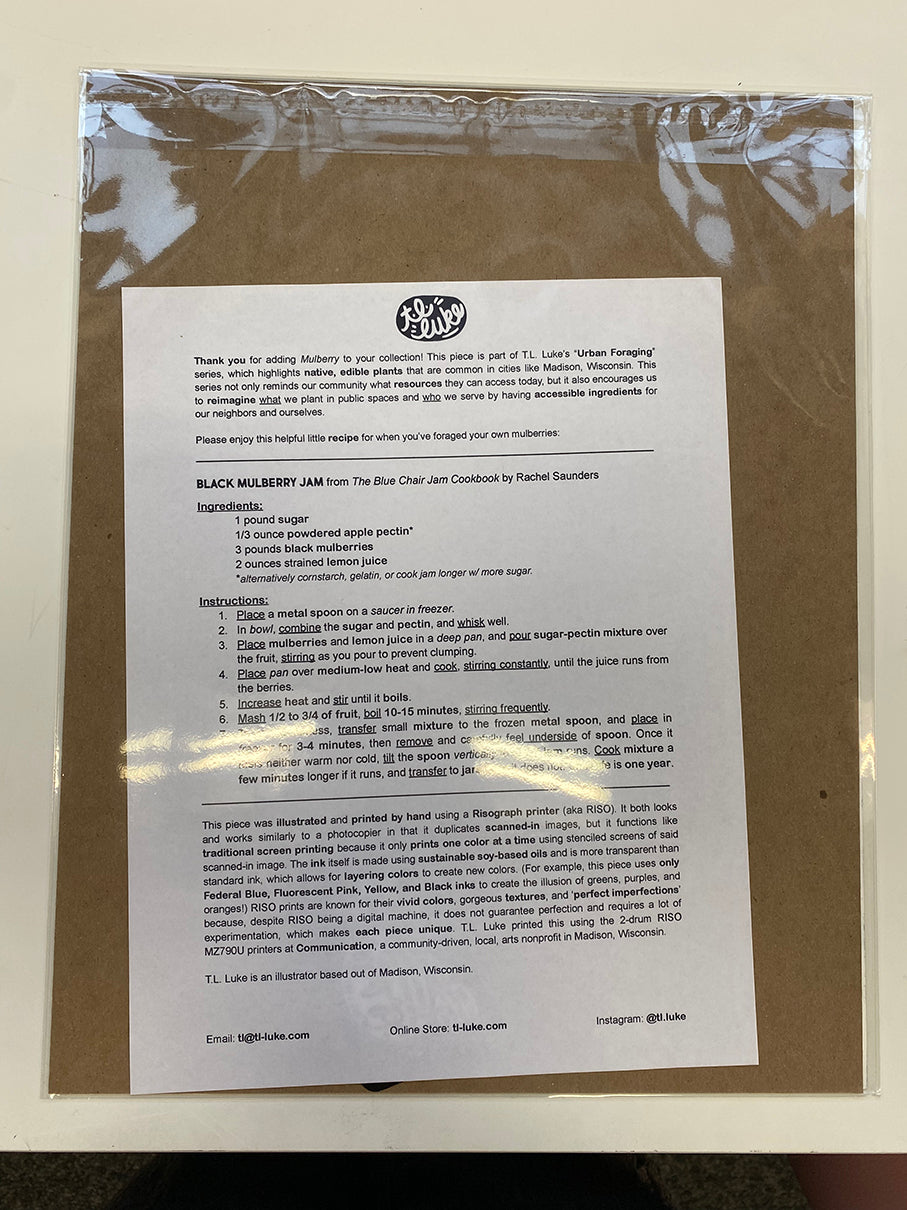 tl luke
Thank you for adding Mulberry to your collection! This piece is part of T.L. Luke's "Urban Foraging"
series, which highlights native, edible plants that are common in cities like Madison, Wisconsin. This
series not only reminds our community what resources they can access today, but it also encourages us
to reimagine what we plant in public spaces and who we serve by having accessible ingredients for
our neighbors and ourselves.
Please enjoy this helpful little recipe for when you've foraged your own mulberries:
BLACK MULBERRY JAM from The Blue Chair Jam Cookbook by Rachel Saunders
Ingredients:
1 pound sugar
1/3 ounce powdered apple pectin*
3 pounds black mulberries
2 ounces strained lemon juice
*alternatively cornstarch, gelatin, or cook jam longer w/ more sugar.
Instructions:
1. Place a metal spoon on a saucer in freezer.
2. In bowl, combine the sugar and pectin, and whisk well.
3. Place mulberries and lemon juice in a deep pan, and pour sugar-pectin mixture over
the fruit, stirring as you pour to prevent clumping.
4. Place pan over medium-low heat and cook, stirring constantly, until the juice runs from
the berries.
5. Increase heat and stir until it boils.
6. Mash 1/2 to 3/4 of fruit, boil 10-15 minutes, stirring frequently.
transfer small mixture to the frozen metal spoon, and place in
for 3-4 minutes, then remove and carefully feel underside of spoon. Once it
neither warm nor cold, tilt the spoon vertically runs. Cook mixture a
few minutes longer if it runs, and transfer to does is one year.
This piece was illustrated and printed by hand using a Risograph printer (aka RISO). It both looks
and works similarly to a photocopier in that it duplicates scanned-in images, but it functions like
traditional screen printing because it only prints one color at a time using stenciled screens of said
scanned-in image. The ink itself is made using sustainable soy-based oils and is more transparent than
standard ink, which allows for layering colors to create new colors. (For example, this piece uses only
Federal Blue, Fluorescent Pink, Yellow, and Black inks to create the illusion of greens, purples, and
oranges!) RISO prints are known for their vivid colors, gorgeous textures, and 'perfect imperfections'
because, despite RISO being a digital machine, it does not guarantee perfection and requires a lot of
experimentation, which makes each piece unique. T.L. Luke printed this using the 2-drum RISO
MZ790U printers at Communication, a community-driven, local, arts nonprofit in Madison, Wisconsin.
T.L. Luke is an illustrator based out of Madison, Wisconsin.
Email: tl@tl-luke.com Online Store: tl-luke.com Instagram: @tl.luke